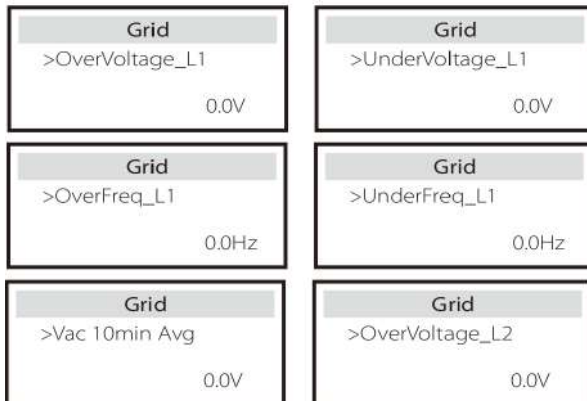 Grid
>OverVoltage_L1
0.0V
Grid
>UnderVoltage_L1
0.0V
Grid
>OverFreq_L1
0.0Hz
Grid
>UnderFreq_L1
0.0Hz
Grid
>Vac 10min Avg
0.0V
Grid
>OverVoltage_L2
0.0V